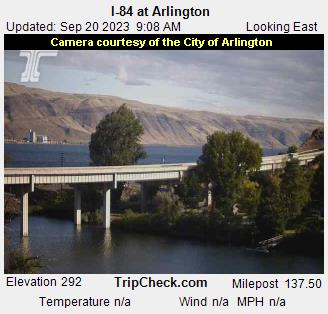 I-84 at Arlington
Updated: Sep 20 2023 9:08 AM Looking East
Camera courtesy of the City of Arlington
Elevation 292 TripCheck.com Milepost 137.50
Temperature n/a Wind n/a MPH n/a